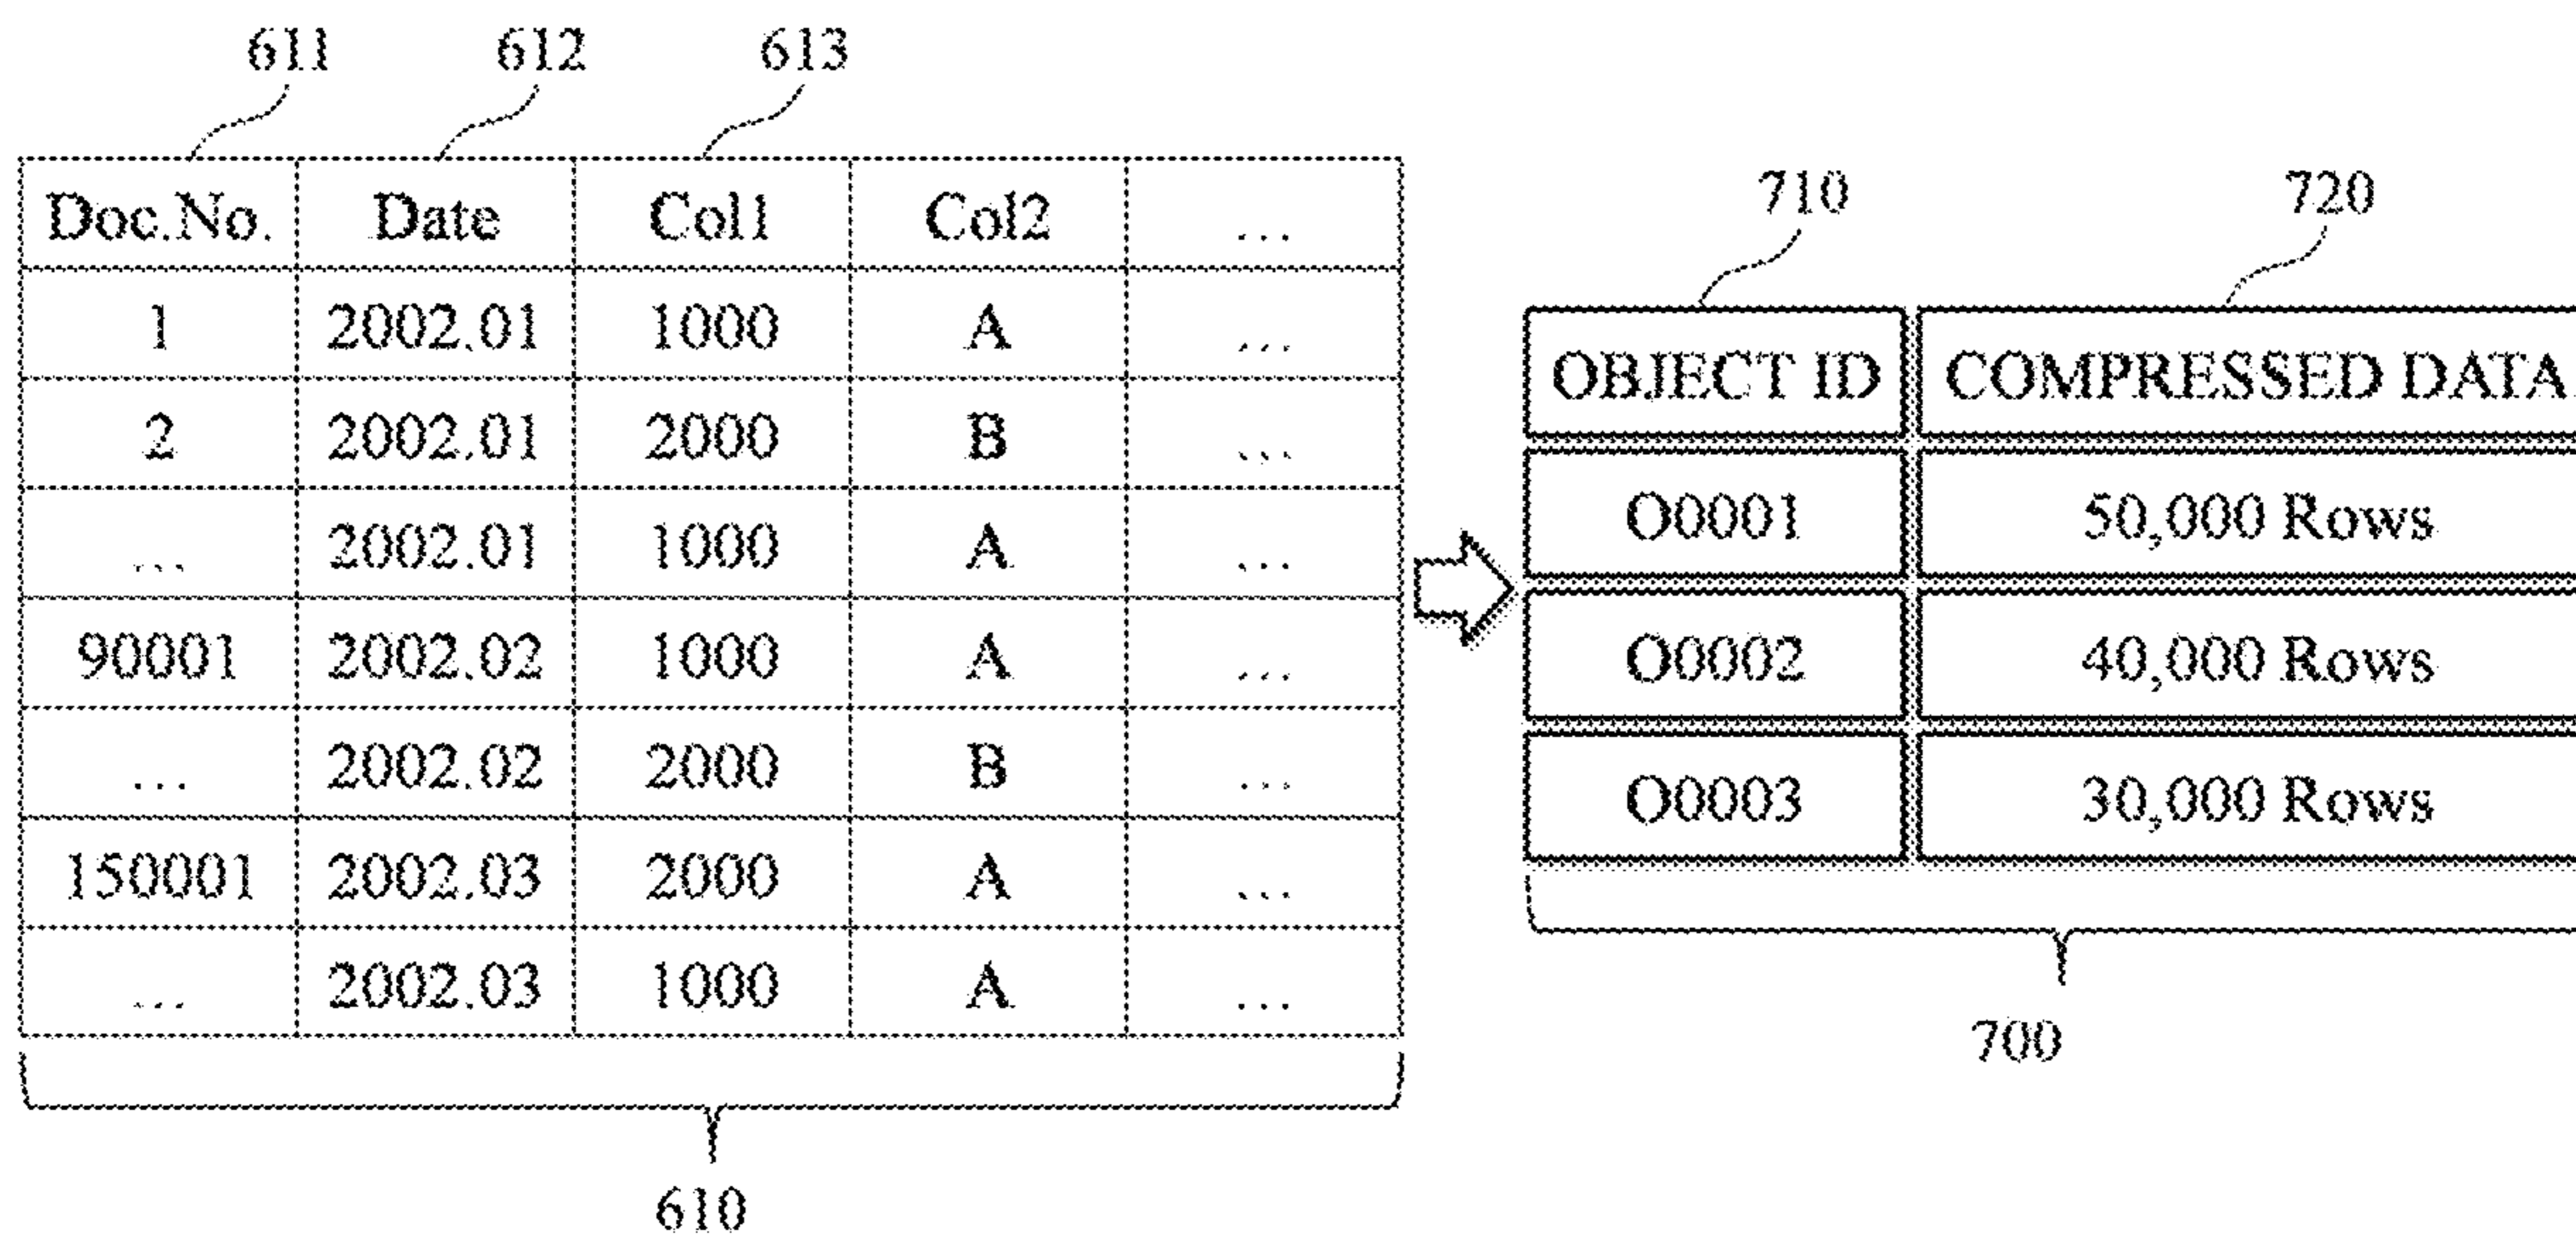 611 612 613
Doc.No. Date Col1 Col2 ...
1 2002.01 1000 A ...
2 2002.01 2000 B ...
... 2002.01 1000 A ...
90001 2002.02 1000 A ...
... 2002.02 2000 B ...
150001 2002.03 2000 A ...
... 2002.03 1000 A ...
610
710 720
OBJECT ID COMPRESSED DATA
O0001 50,000 Rows
O0002 40,000 Rows
O0003 30,000 Rows
700